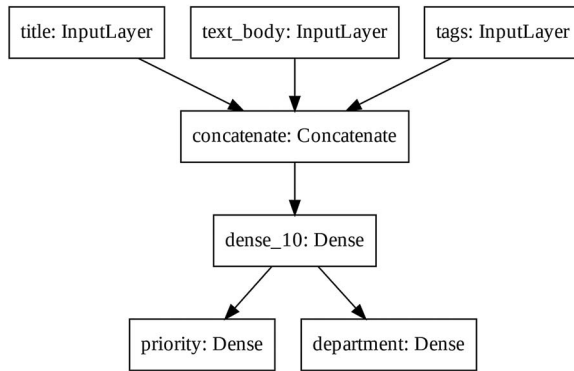 title: InputLayer
text_body: InputLayer
tags: InputLayer
concatenate: Concatenate
dense_10: Dense
priority: Dense
department: Dense